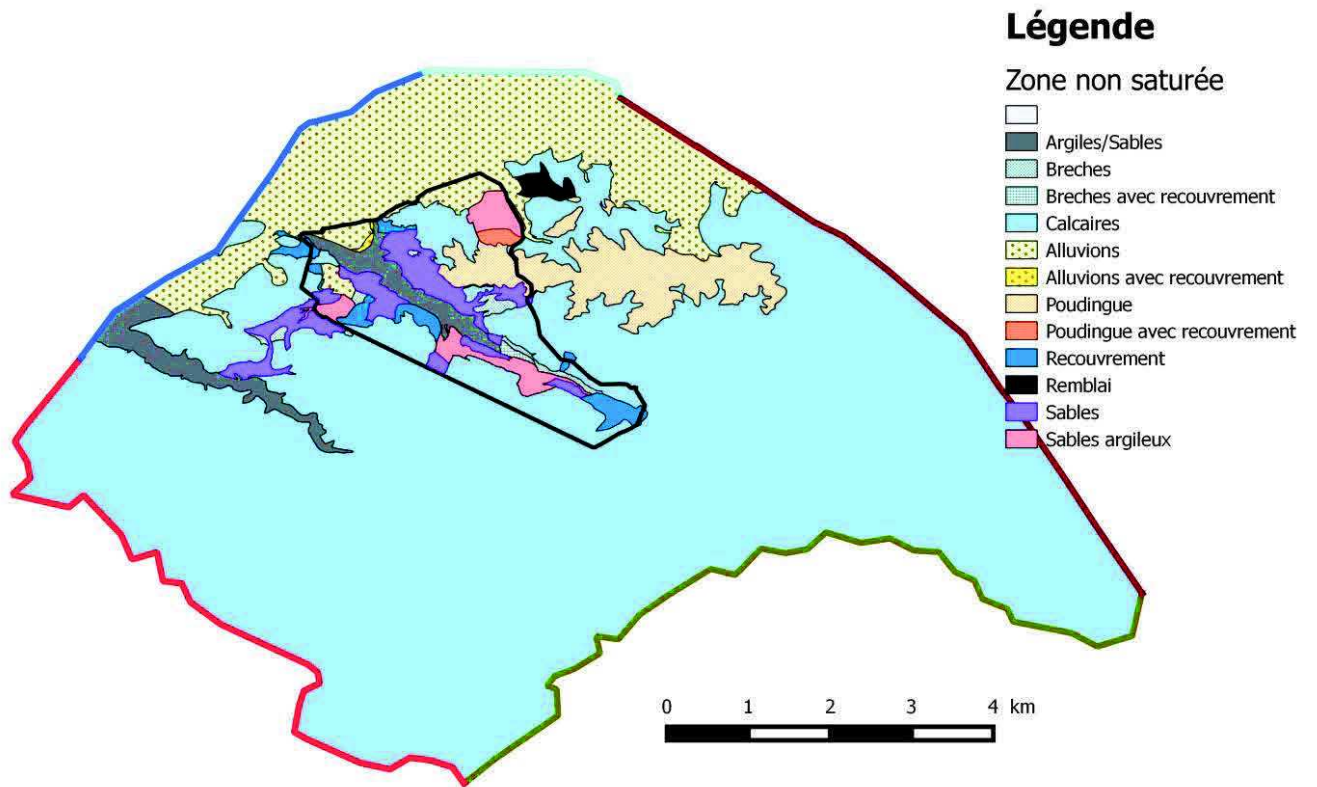 Légende
Zone non saturée
Argiles/Sables
Breches
Breches avec recouvrement
Calcaires
Alluvions
Alluvions avec recouvrement
Poudingue
Poudingue avec recouvrement
Recouvrement
Remblai
Sables
Sables argileux
0 1 2 3 4 km